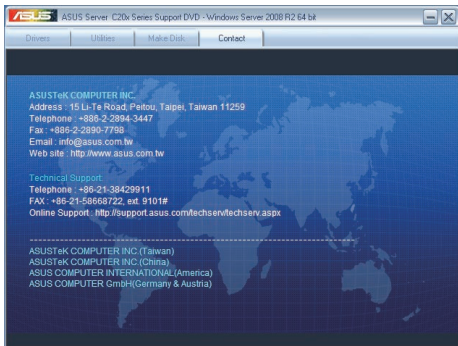 ASUS ASUS Server C20x Series Support DVD - Windows Server 2008 R2 64 bit
Drivers Utilities Make Disk Contact
ASUSTeK COMPUTER INC.
Address : 15 Li-Te Road, Peitou, Taipei, Taiwan 11259
Telephone : +886-2-2894-3447
Fax : +886-2-2890-7798
Email : info@asus.com.tw
Web site : http://www.asus.com.tw
Technical Support:
Telephone : +86-21-38429911
FAX : +86-21-58668722, ext. 9101#
Online Support : http://support.asus.com/techserv/techserv.aspx
ASUSTeK COMPUTER INC.(Taiwan)
ASUSTeK COMPUTER INC.(China)
ASUS COMPUTER INTERNATIONAL(America)
ASUS COMPUTER GmbH(Germany & Austria)